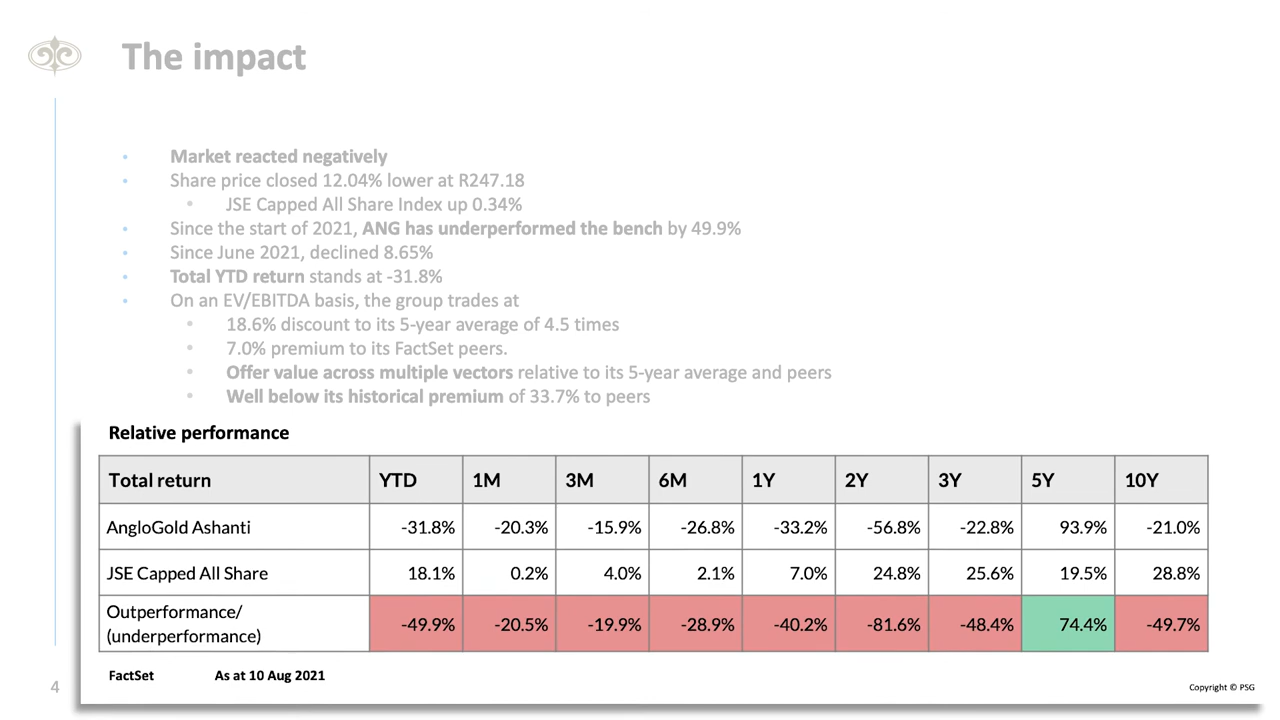 The impact
• Market reacted negatively
• Share price closed 12.04% lower at R247.18
• JSE Capped All Share Index up 0.34%
• Since the start of 2021, ANG has underperformed the bench by 49.9%
• Since June 2021, declined 8.65%
• Total YTD return stands at -31.8%
• On an EV/EBITDA basis, the group trades at
• 18.6% discount to its 5-year average of 4.5 times
• 7.0% premium to its FactSet peers.
• Offer value across multiple vectors relative to its 5-year average and peers
• Well below its historical premium of 33.7% to peers
Relative performance
Total return YTD 1M 3M 6M 1Y 2Y 3Y 5Y 10Y
AngloGold Ashanti -31.8% -20.3% -15.9% -26.8% -33.2% -56.8% -22.8% 93.9% -21.0%
JSE Capped All Share 18.1% 0.2% 4.0% 2.1% 7.0% 24.8% 25.6% 19.5% 28.8%
Outperformance/
(underperformance) -49.9% -20.5% -19.9% -28.9% -40.2% -81.6% -48.4% 74.4% -49.7%
FactSet As at 10 Aug 2021
4
Copyright © PSG